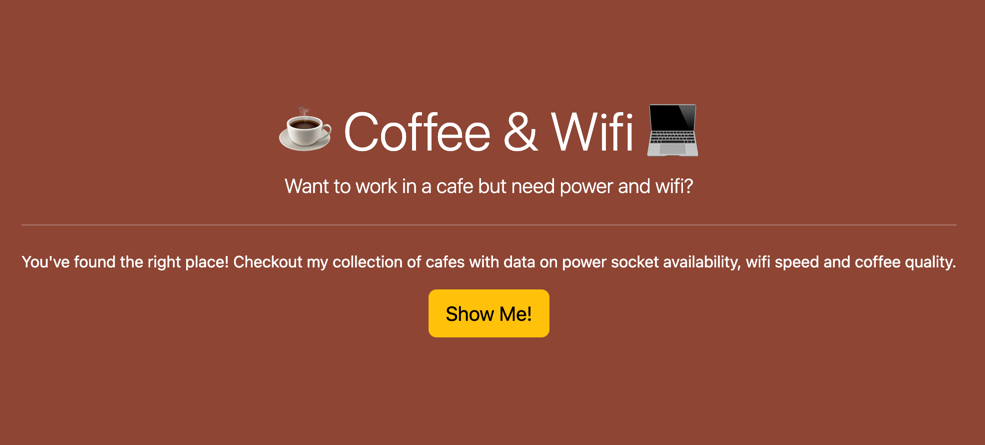 ☕ Coffee & Wifi 💻
Want to work in a cafe but need power and wifi?
You've found the right place! Checkout my collection of cafes with data on power socket availability, wifi speed and coffee quality.
Show Me!